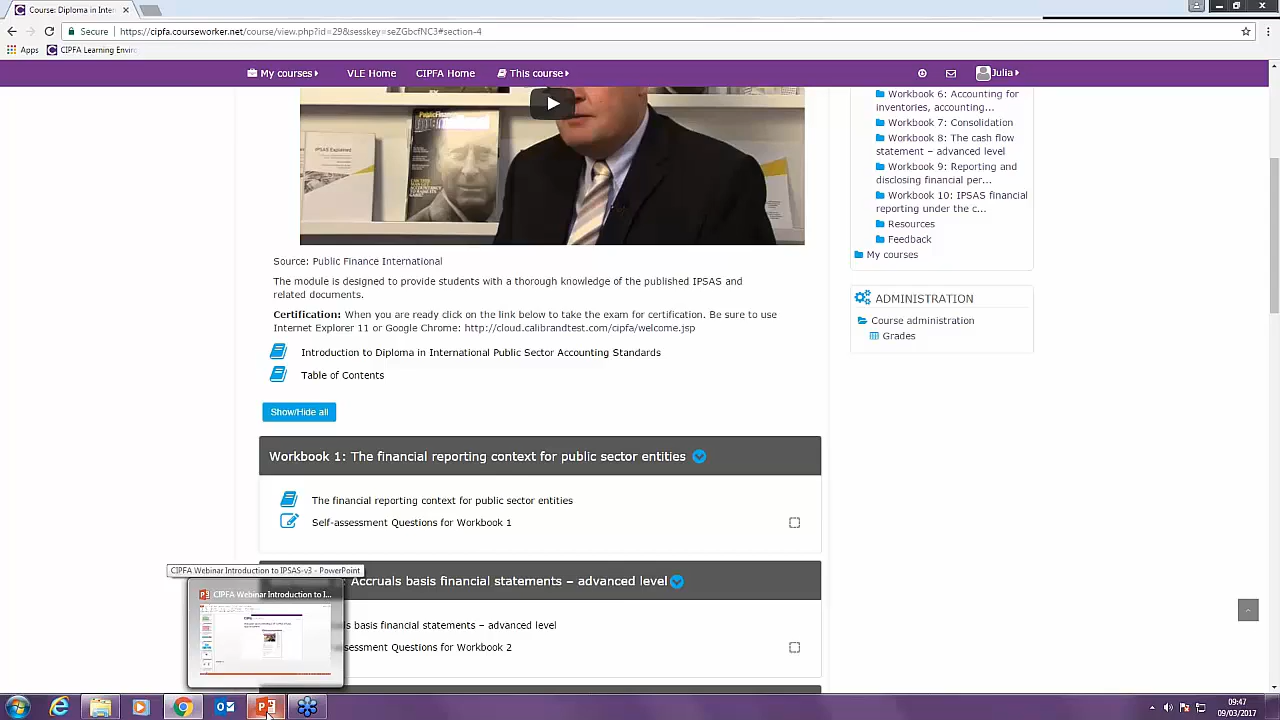 Course: Diploma in Inter
Secure
https://cipfa.courseworker.net/course/view.php?id=29&sesskey=seZGbcfNC3#section-4
Apps
CIPFA Learning Enviro
My courses
VLE Home
CIPFA Home
This course
Julia
IPSAS Explained
Workbook 6: Accounting for
inventories, accounting...
Workbook 7: Consolidation
Workbook 8: The cash flow
statement – advanced level
Workbook 9: Reporting and
disclosing financial per...
Workbook 10: IPSAS financial
reporting under the c...
Resources
Feedback
My courses
ADMINISTRATION
Course administration
Grades
Source: Public Finance International
The module is designed to provide students with a thorough knowledge of the published IPSAS and
related documents.
Certification: When you are ready click on the link below to take the exam for certification. Be sure to use
Internet Explorer 11 or Google Chrome: http://cloud.calibrandtest.com/cipfa/welcome.jsp
Introduction to Diploma in International Public Sector Accounting Standards
Table of Contents
Show/Hide all
Workbook 1: The financial reporting context for public sector entities
The financial reporting context for public sector entities
Self-assessment Questions for Workbook 1
CIPFA Webinar Introduction to IPSAS-v3 - PowerPoint
CIPFA Webinar Introduction to I...
Accruals basis financial statements – advanced level
s basis financial statements – advanced level
ssessment Questions for Workbook 2
09:47
09/03/2017